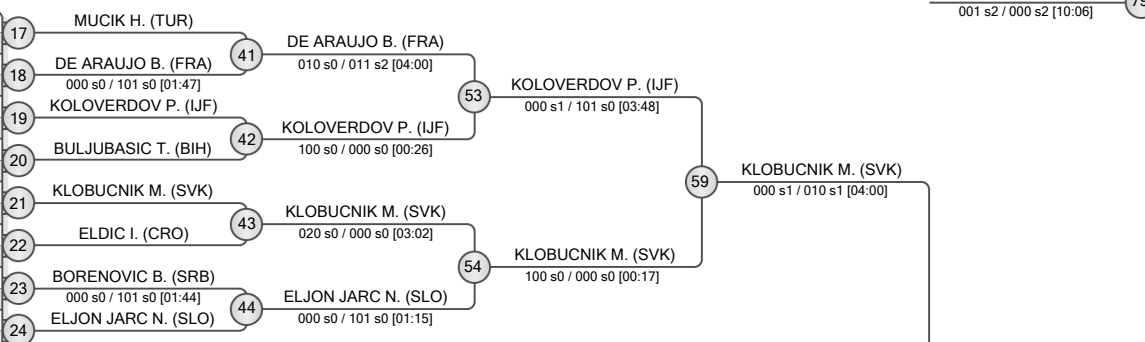 001 s2 / 000 s2 [10:06]
17
MUCIK H. (TUR)
18
DE ARAUJO B. (FRA)
000 s0 / 101 s0 [01:47]
41
DE ARAUJO B. (FRA)
010 s0 / 011 s2 [04:00]
19
KOLOVERDOV P. (IJF)
20
BULJUBASIC T. (BIH)
42
KOLOVERDOV P. (IJF)
100 s0 / 000 s0 [00:26]
53
KOLOVERDOV P. (IJF)
000 s1 / 101 s0 [03:48]
21
KLOBUCNIK M. (SVK)
22
ELDIC I. (CRO)
43
KLOBUCNIK M. (SVK)
020 s0 / 000 s0 [03:02]
23
BORENOVIC B. (SRB)
000 s0 / 101 s0 [01:44]
24
ELJON JARC N. (SLO)
44
ELJON JARC N. (SLO)
000 s0 / 101 s0 [01:15]
54
KLOBUCNIK M. (SVK)
100 s0 / 000 s0 [00:17]
59
KLOBUCNIK M. (SVK)
000 s1 / 010 s1 [04:00]